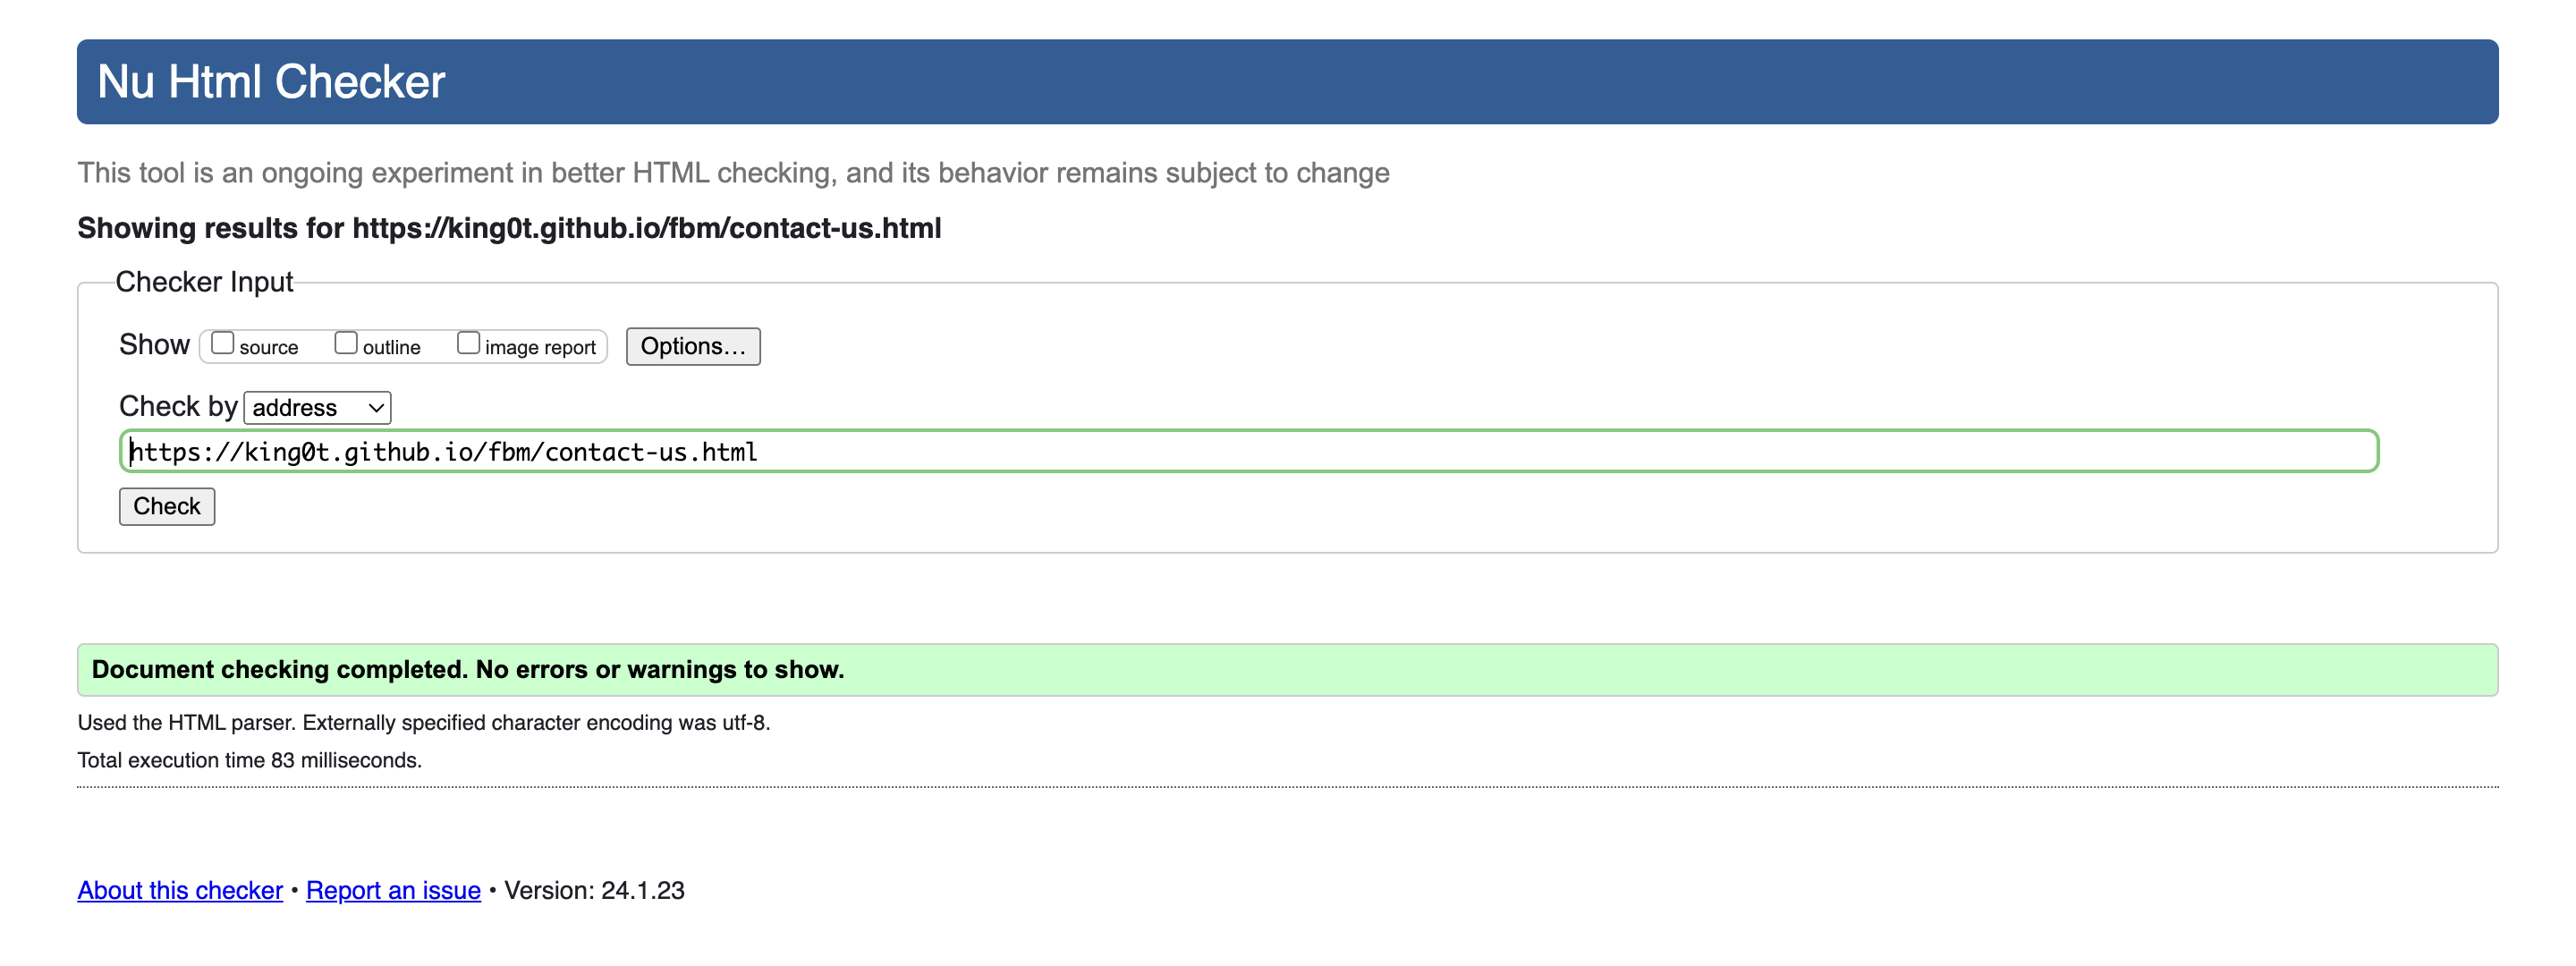 Nu Html Checker
This tool is an ongoing experiment in better HTML checking, and its behavior remains subject to change
Showing results for https://king0t.github.io/fbm/contact-us.html
Checker Input
Show source outline image report Options...
Check by address
https://king0t.github.io/fbm/contact-us.html
Check
Document checking completed. No errors or warnings to show.
Used the HTML parser. Externally specified character encoding was utf-8.
Total execution time 83 milliseconds.
About this checker • Report an issue • Version: 24.1.23